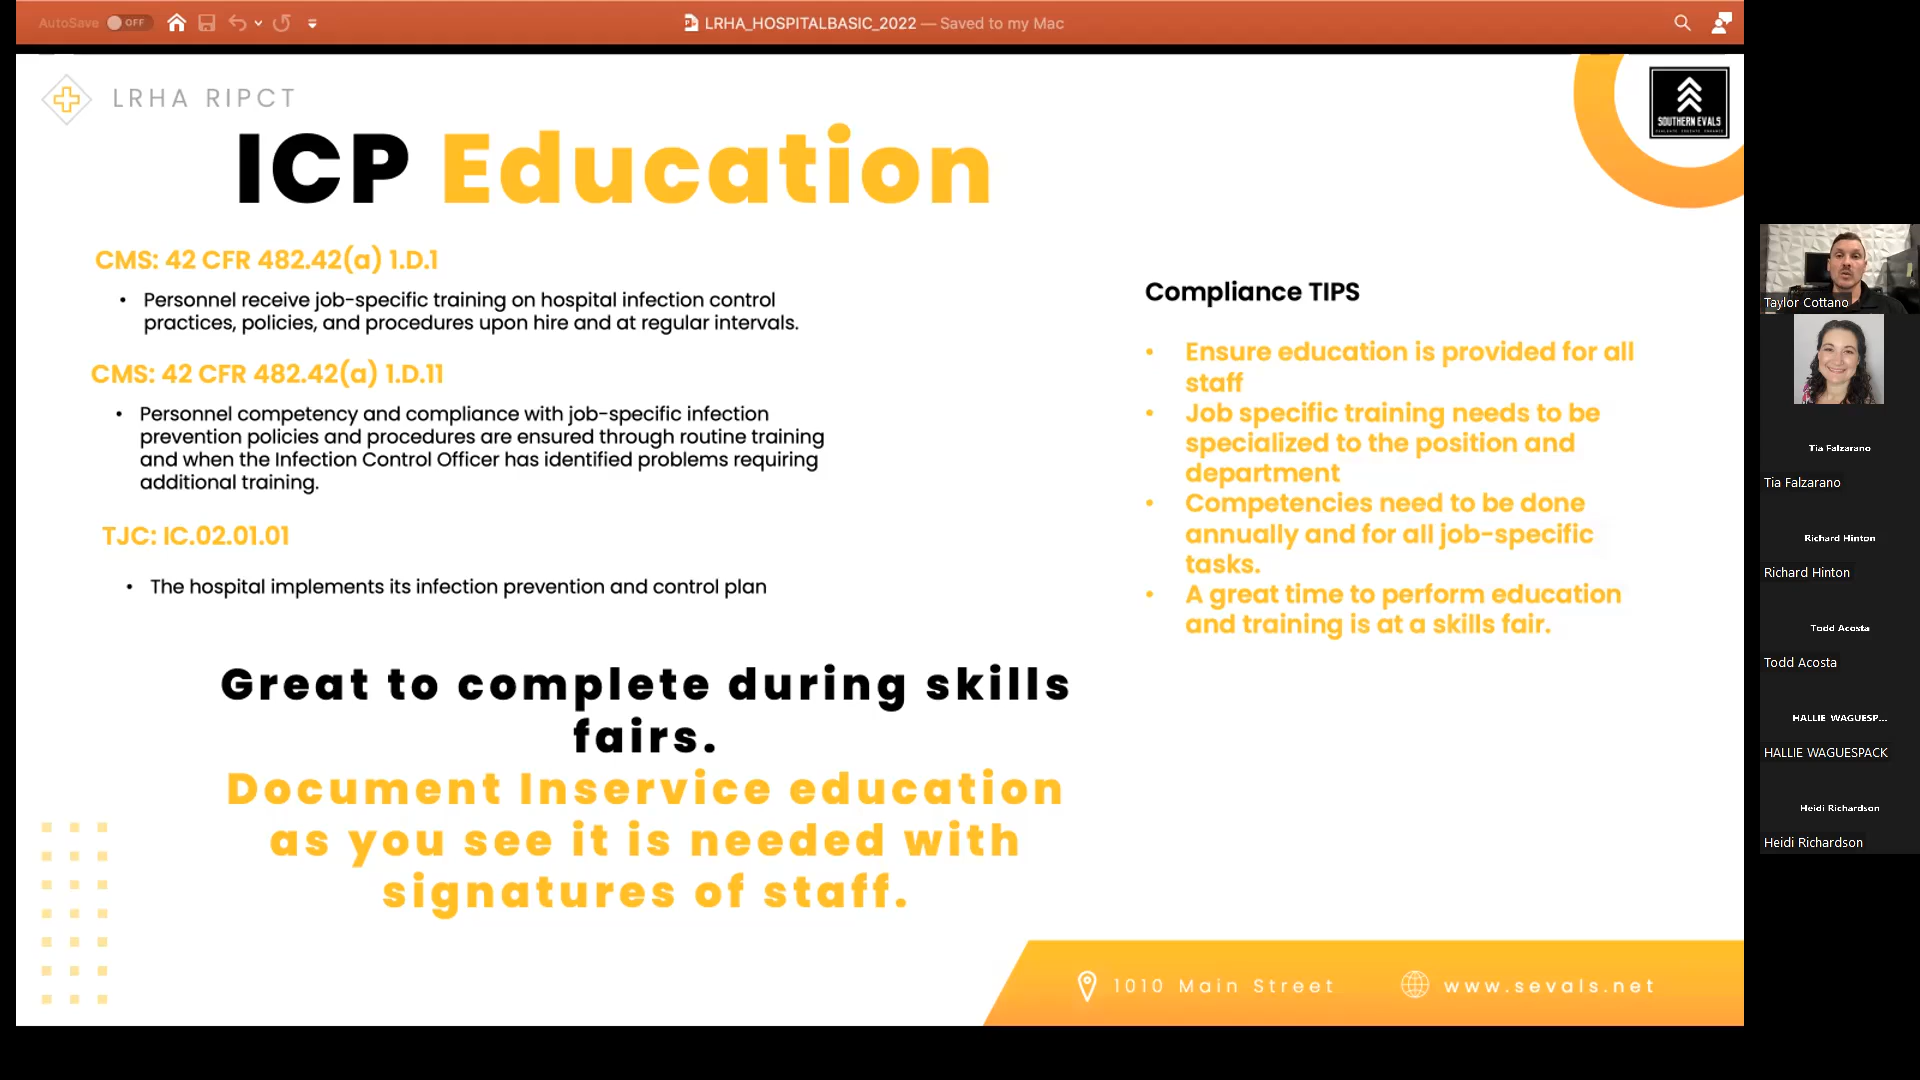 AutoSave OFF
LRHA_HOSPITALBASIC_2022 — Saved to my Mac
LRHA RIPCT
SOUTHERN EVALS
ICP Education
CMS: 42 CFR 482.42(a) 1.D.1
• Personnel receive job-specific training on hospital infection control
practices, policies, and procedures upon hire and at regular intervals.
CMS: 42 CFR 482.42(a) 1.D.11
• Personnel competency and compliance with job-specific infection
prevention policies and procedures are ensured through routine training
and when the Infection Control Officer has identified problems requiring
additional training.
TJC: IC.02.01.01
• The hospital implements its infection prevention and control plan
Great to complete during skills
fairs.
Document Inservice education
as you see it is needed with
signatures of staff.
Compliance TIPS
• Ensure education is provided for all
staff
• Job specific training needs to be
specialized to the position and
department
• Competencies need to be done
annually and for all job-specific
tasks.
• A great time to perform education
and training is at a skills fair.
1010 Main Street
www.sevals.net
Taylor Cottano
Tia Falzarano
Tia Falzarano
Richard Hinton
Richard Hinton
Todd Acosta
Todd Acosta
HALLIE WAGUESP...
HALLIE WAGUESPACK
Heidi Richardson
Heidi Richardson